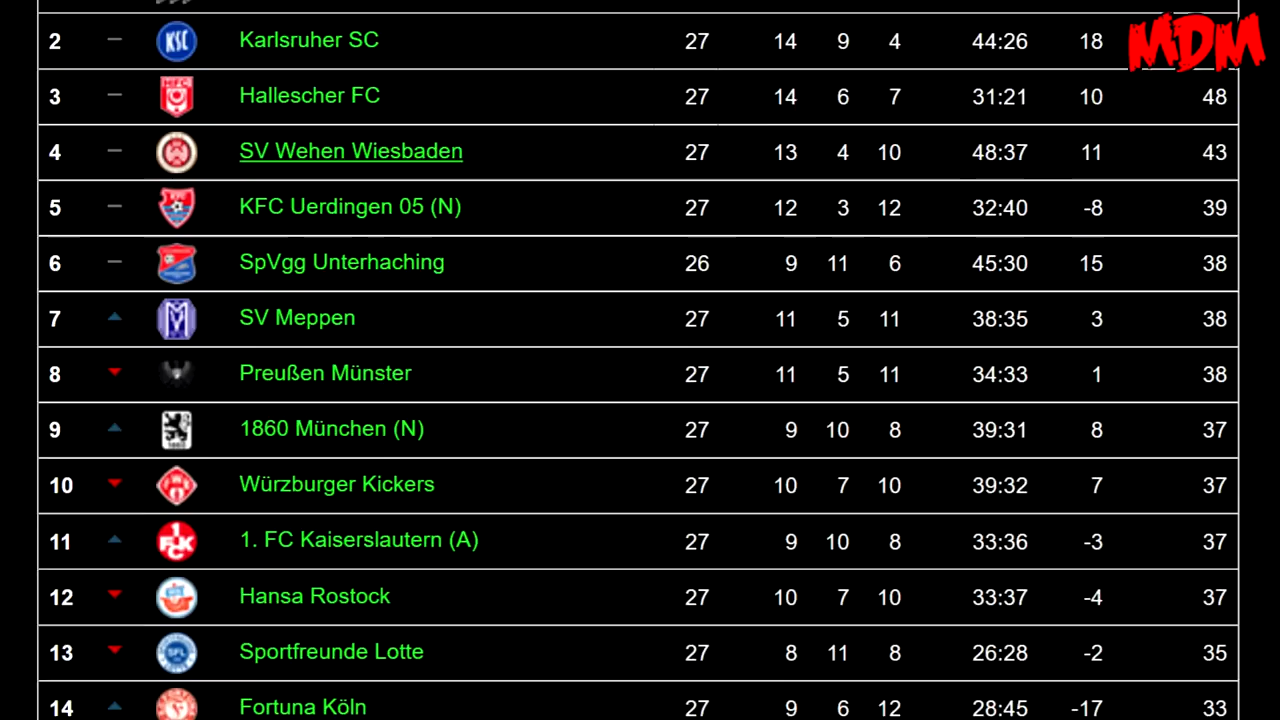 MDM
2 – KSC Karlsruher SC 27 14 9 4 44:26 18
3 – HFC Hallescher FC 27 14 6 7 31:21 10 48
4 – SV Wehen Wiesbaden 27 13 4 10 48:37 11 43
5 – KFC Uerdingen 05 (N) 27 12 3 12 32:40 -8 39
6 – SpVgg Unterhaching 26 9 11 6 45:30 15 38
7 SV Meppen 27 11 5 11 38:35 3 38
8 Preußen Münster 27 11 5 11 34:33 1 38
9 1860 München (N) 27 9 10 8 39:31 8 37
10 Würzburger Kickers 27 10 7 10 39:32 7 37
11 1.FCK 1. FC Kaiserslautern (A) 27 9 10 8 33:36 -3 37
12 Hansa Rostock 27 10 7 10 33:37 -4 37
13 SFL Sportfreunde Lotte 27 8 11 8 26:28 -2 35
14 Fortuna Köln 27 9 6 12 28:45 -17 33